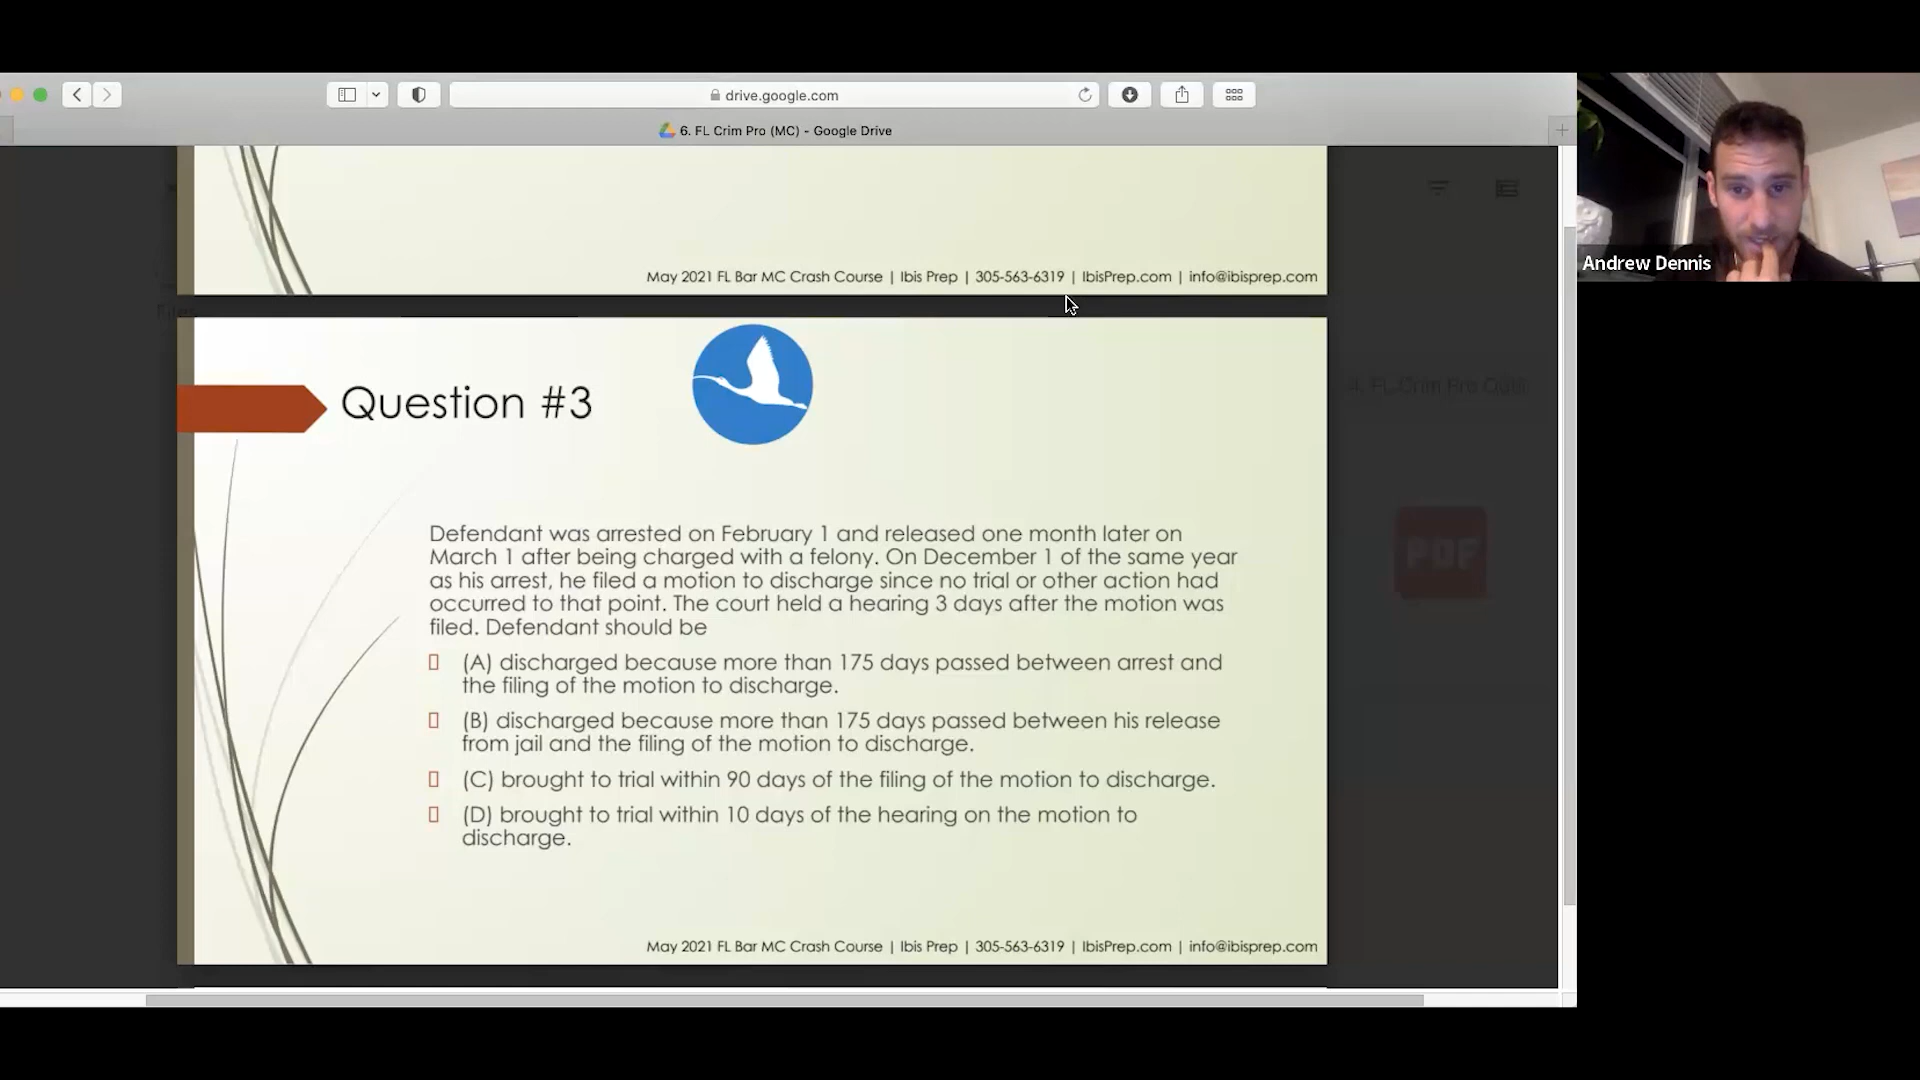 drive.google.com
6. FL Crim Pro (MC) - Google Drive
May 2021 FL Bar MC Crash Course | Ibis Prep | 305-563-6319 | IbisPrep.com | info@ibisprep.com
Andrew Dennis
Files
Question #3
4. FL Crim Pro Outli
PDF
Defendant was arrested on February 1 and released one month later on
March 1 after being charged with a felony. On December 1 of the same year
as his arrest, he filed a motion to discharge since no trial or other action had
occurred to that point. The court held a hearing 3 days after the motion was
filed. Defendant should be
(A) discharged because more than 175 days passed between arrest and
the filing of the motion to discharge.
(B) discharged because more than 175 days passed between his release
from jail and the filing of the motion to discharge.
(C) brought to trial within 90 days of the filing of the motion to discharge.
(D) brought to trial within 10 days of the hearing on the motion to
discharge.
May 2021 FL Bar MC Crash Course | Ibis Prep | 305-563-6319 | IbisPrep.com | info@ibisprep.com